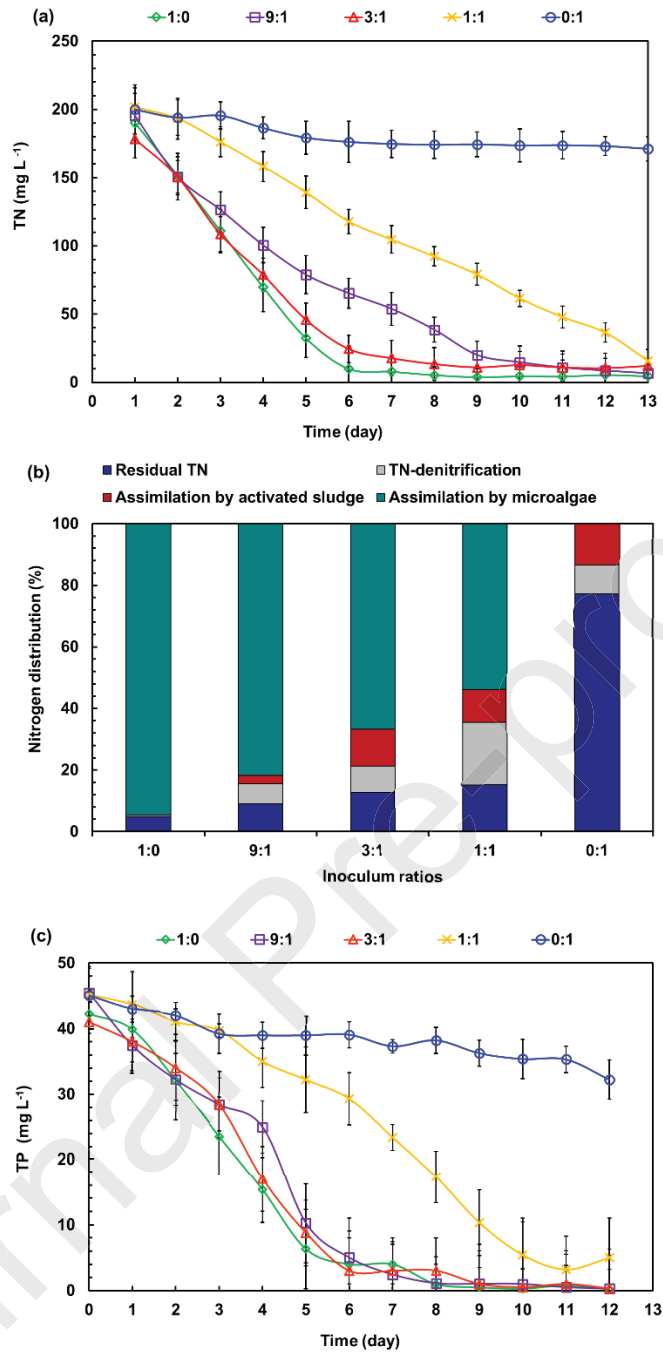 (a)
1:0 9:1 3:1 1:1 0:1
250
200
150
100
50
0
TN (mg L⁻¹)
0 1 2 3 4 5 6 7 8 9 10 11 12 13
Time (day)
(b)
Residual TN TN-denitrification
Assimilation by activated sludge Assimilation by microalgae
100
80
60
40
20
0
Nitrogen distribution (%)
1:0 9:1 3:1 1:1 0:1
Inoculum ratios
(c)
1:0 9:1 3:1 1:1 0:1
50
40
30
20
10
0
TP (mg L⁻¹)
0 1 2 3 4 5 6 7 8 9 10 11 12 13
Time (day)
rnal Pre-pro